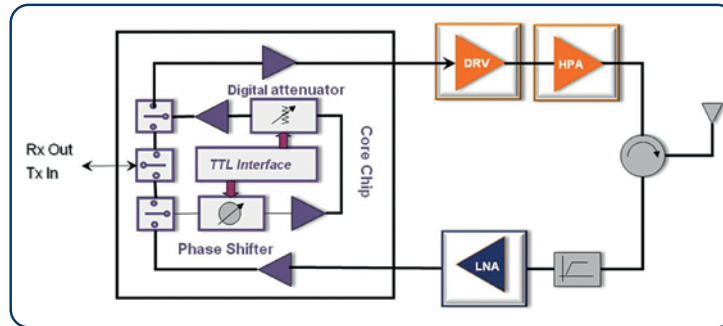 DRV
HPA
Digital attenuator
Core Chip
Rx Out
Tx In
TTL Interface
Phase Shifter
LNA